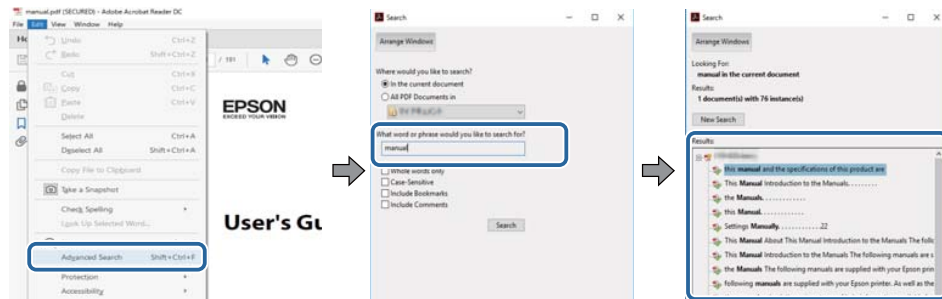 manual.pdf (SECURED) - Adobe Acrobat Reader DC
File Edit View Window Help
Undo Ctrl+Z
Redo Shift+Ctrl+Z
Cut Ctrl+X
Copy Ctrl+C
Paste Ctrl+V
Delete
Select All Ctrl+A
Deselect All Shift+Ctrl+A
Copy File to Clipboard
Take a Snapshot
Check Spelling
Look Up Selected Word...
Advanced Search Shift+Ctrl+F
Protection
Accessibility
/ 191
EPSON
EXCEED YOUR VISION
User's Gu
Search
Arrange Windows
Where would you like to search?
In the current document
All PDF Documents in
What word or phrase would you like to search for?
manual
Whole words only
Case-Sensitive
Include Bookmarks
Include Comments
Search
Search
Arrange Windows
Looking For:
manual in the current document
Results:
1 document(s) with 76 instance(s)
New Search
Results:
this manual and the specifications of this product are
This Manual Introduction to the Manuals.........
the Manuals.............
this Manual.............
Settings Manually.............22
This Manual About This Manual Introduction to the Manuals The follo
This Manual Introduction to the Manuals The following manuals are s
the Manuals The following manuals are supplied with your Epson prin
following manuals are supplied with your Epson printer. As well as the